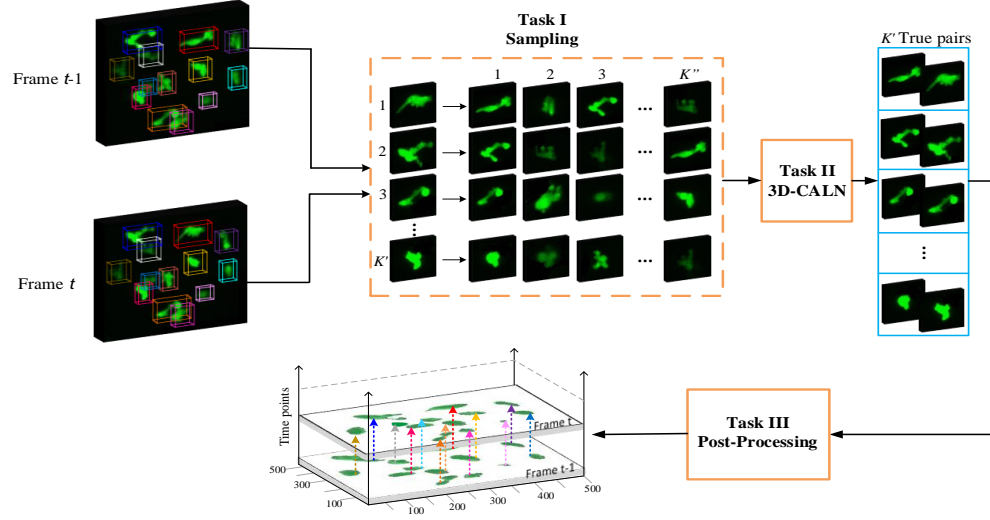 Task I
Sampling
K' True pairs
Frame t-1
1 2 3 K"
1
...
2
...
3
...
...
K'
...
Frame t
Task II
3D-CALN
...
Task III
Post-Processing
Time points
Frame t
Frame t-1
500
300
100
100
200
300
400
500